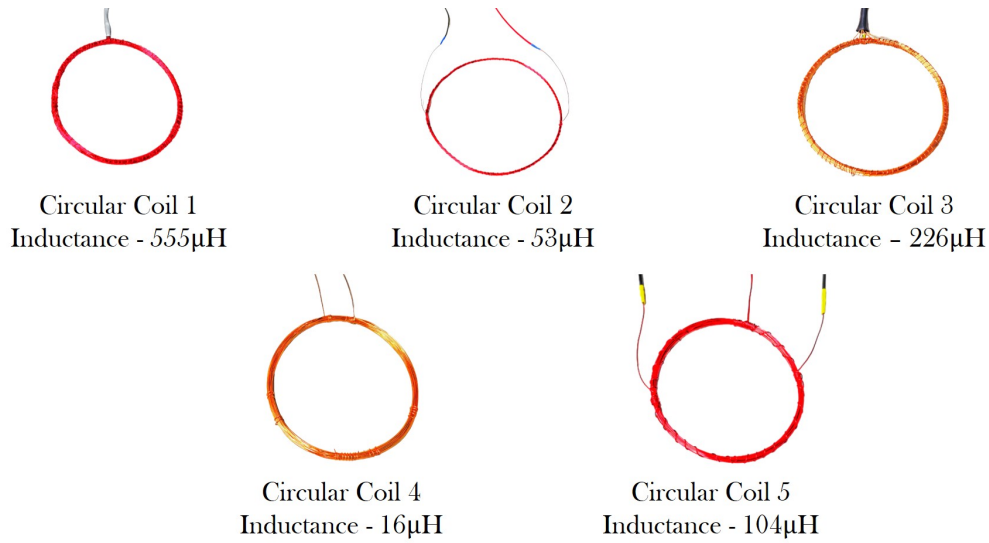 Circular Coil 1
Inductance - 555μH
Circular Coil 2
Inductance - 53μH
Circular Coil 3
Inductance – 226μH
Circular Coil 4
Inductance - 16μH
Circular Coil 5
Inductance - 104μH